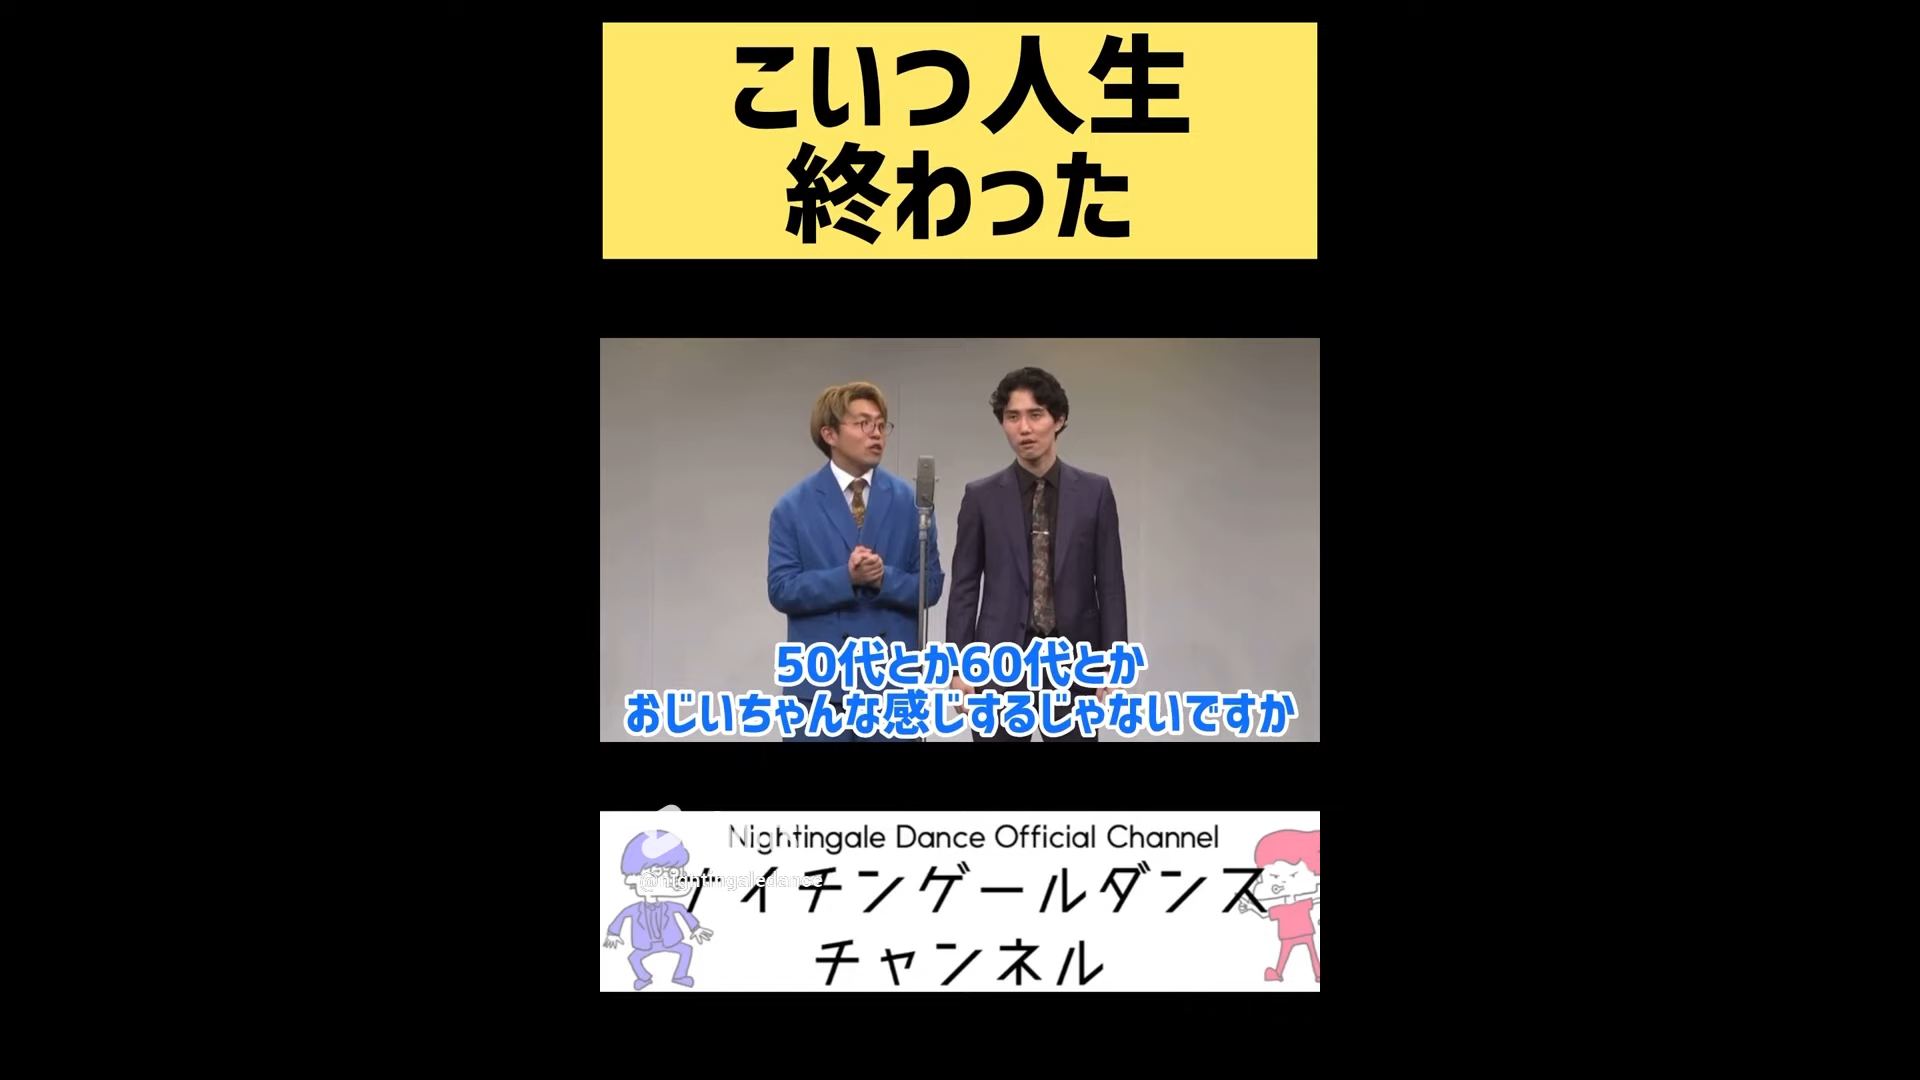 こいつ人生
終わった
50代とか60代とか
おじいちゃんな感じするじゃないですか
Nightingale Dance Official Channel
@nightingaledance
ナイチンゲールダンス
チャンネル